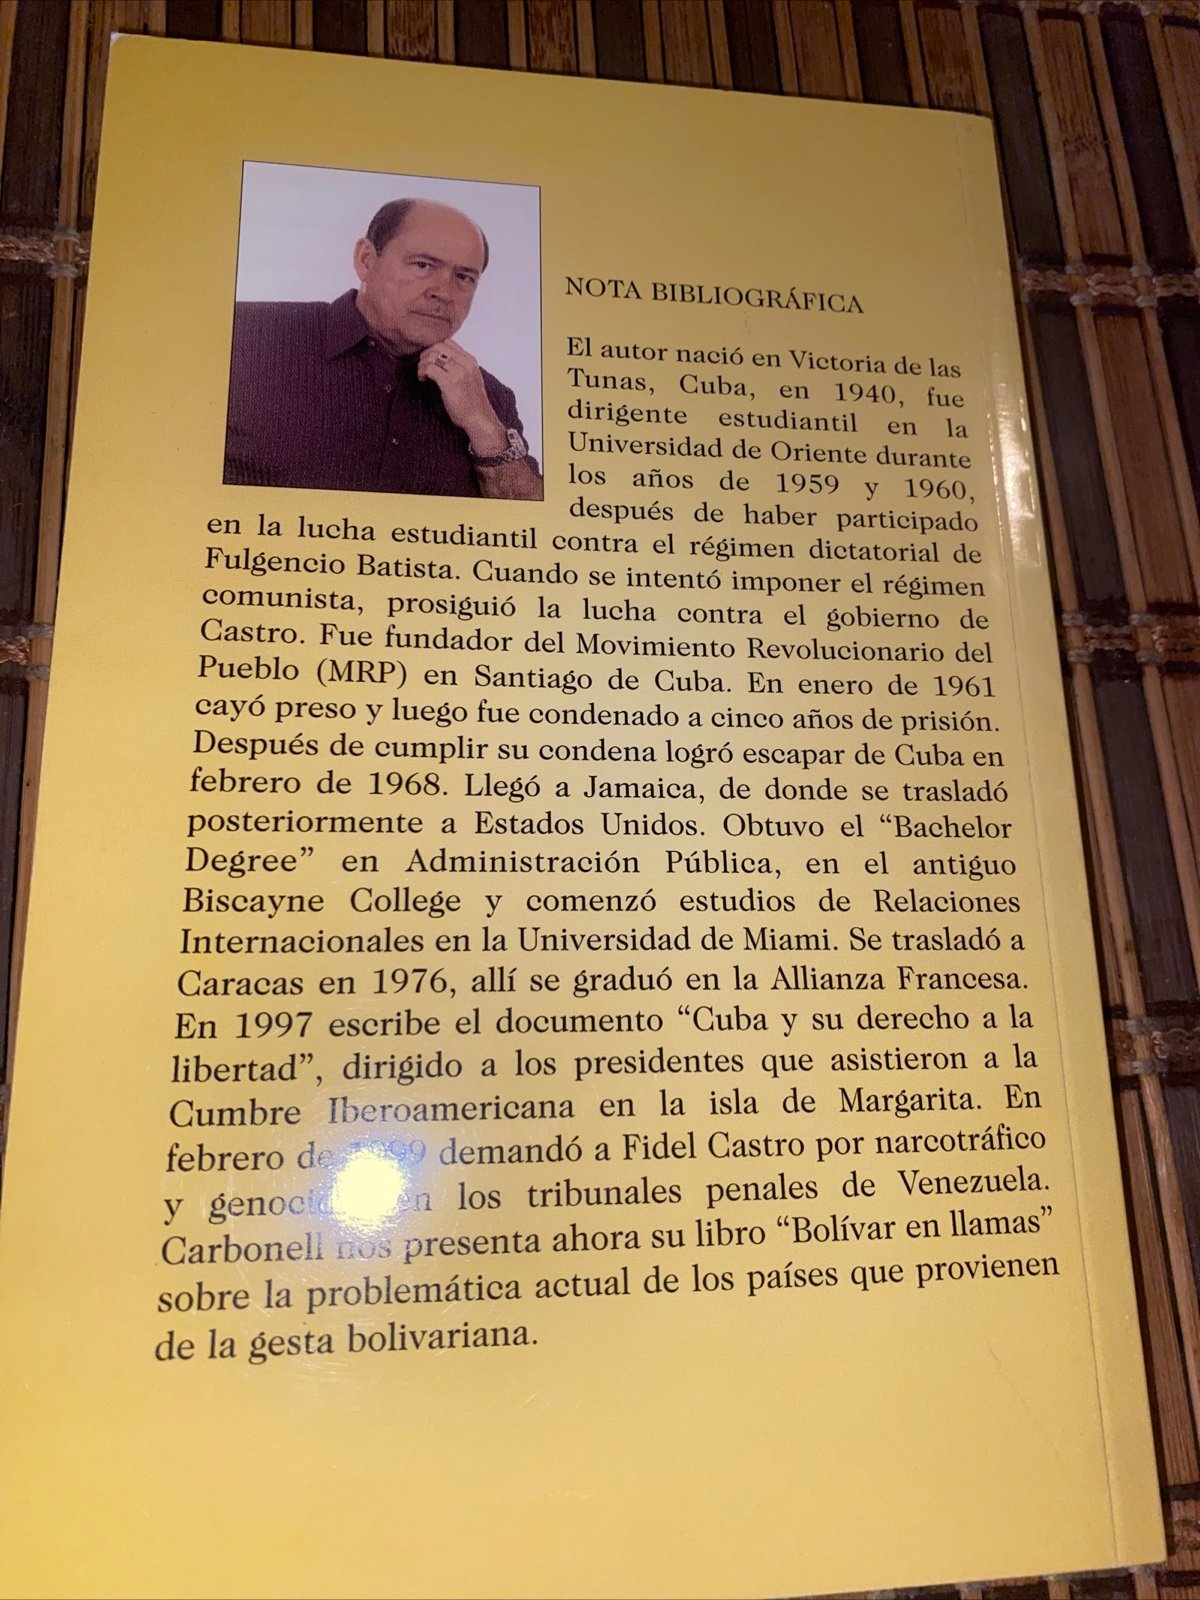 NOTA BIBLIOGRÁFICA
El autor nació en Victoria de las
Tunas, Cuba, en 1940, fue
dirigente estudiantil en la
Universidad de Oriente durante
los años de 1959 y 1960,
después de haber participado
en la lucha estudiantil contra el régimen dictatorial de
Fulgencio Batista. Cuando se intentó imponer el régimen
comunista, prosiguió la lucha contra el gobierno de
Castro. Fue fundador del Movimiento Revolucionario del
Pueblo (MRP) en Santiago de Cuba. En enero de 1961
cayó preso y luego fue condenado a cinco años de prisión.
Después de cumplir su condena logró escapar de Cuba en
febrero de 1968. Llegó a Jamaica, de donde se trasladó
posteriormente a Estados Unidos. Obtuvo el “Bachelor
Degree” en Administración Pública, en el antiguo
Biscayne College y comenzó estudios de Relaciones
Internacionales en la Universidad de Miami. Se trasladó a
Caracas en 1976, allí se graduó en la Allianza Francesa.
En 1997 escribe el documento “Cuba y su derecho a la
libertad”, dirigido a los presidentes que asistieron a la
Cumbre Iberoamericana en la isla de Margarita. En
febrero de 1999 demandó a Fidel Castro por narcotráfico
y en los tribunales penales de Venezuela.
Carbonell nos presenta ahora su libro “Bolívar en llamas”
sobre la problemática actual de los países que provienen
de la gesta bolivariana.